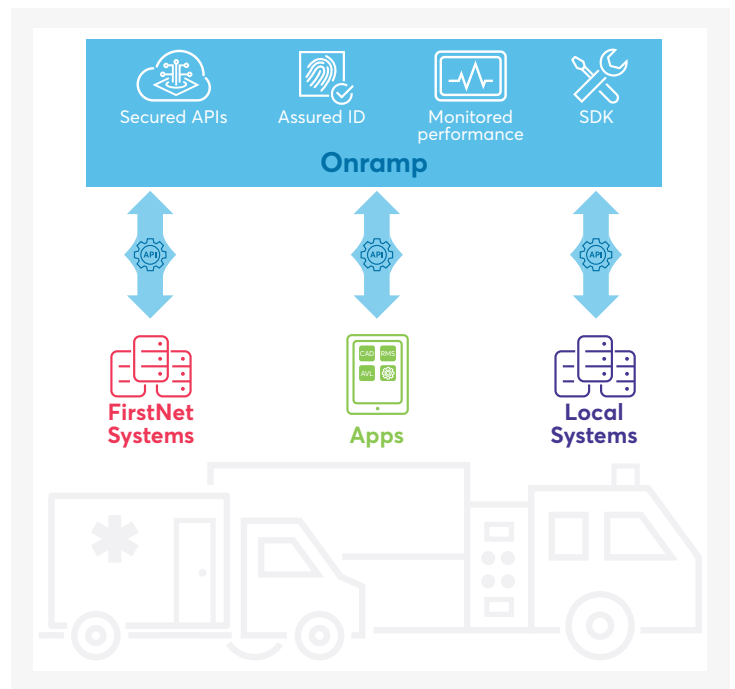 Secured APIs
Assured ID
Monitored
performance
SDK
Onramp
API
API
API
FirstNet
Systems
CAD RMS
AVL
Apps
Local
Systems